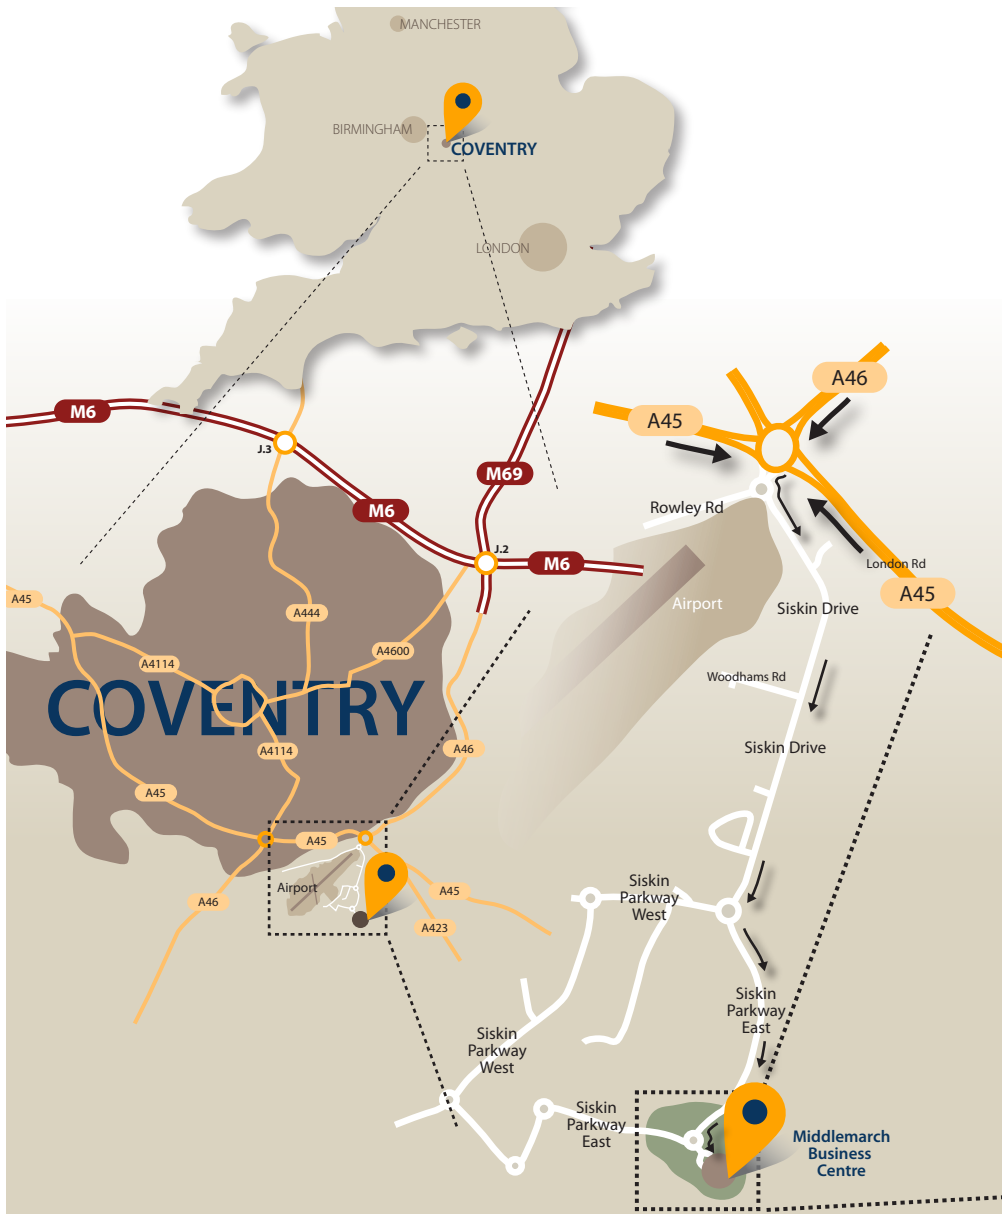 MANCHESTER
BIRMINGHAM
COVENTRY
LONDON
M6
J.3
M6
M69
J.2
M6
A45
A444
A4114
A4600
COVENTRY
A4114
A46
A45
A45
Airport
A46
A45
A423
A46
A45
Rowley Rd
London Rd
A45
Airport
Siskin Drive
Woodhams Rd
Siskin Drive
Siskin
Parkway
West
Siskin
Parkway
East
Siskin
Parkway
West
Siskin
Parkway
East
Middlemarch
Business
Centre